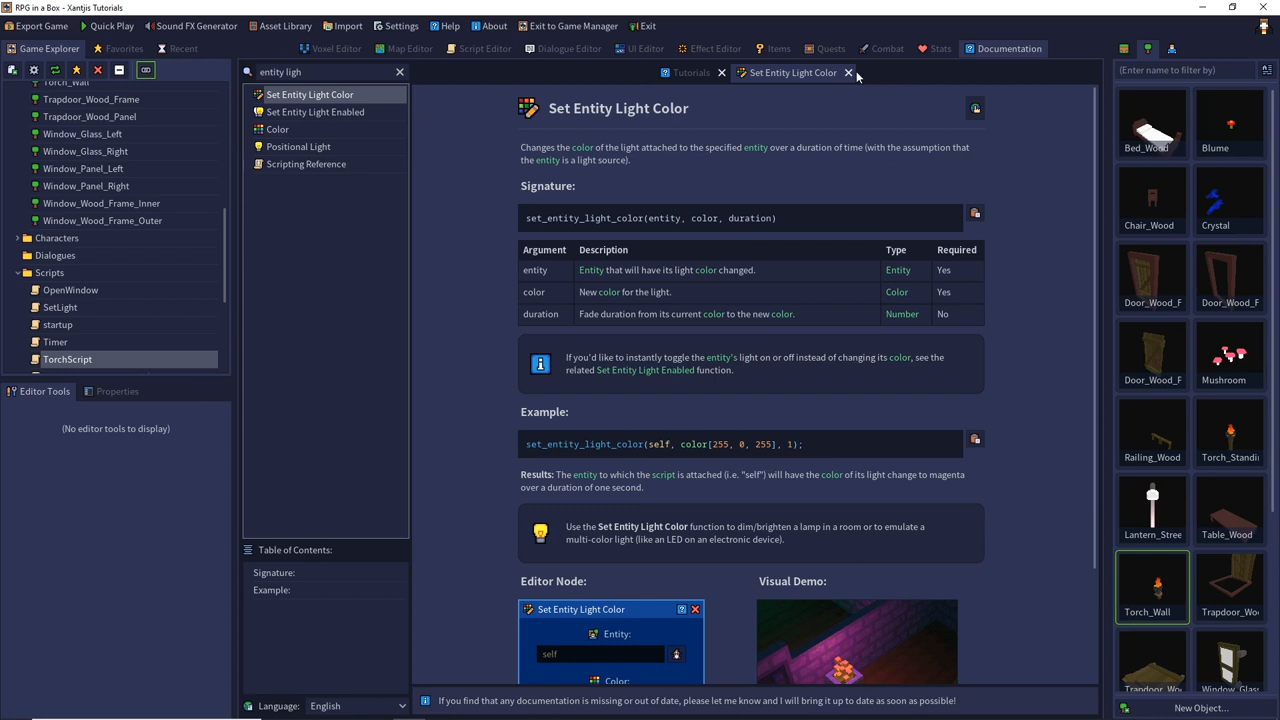 RPG in a Box - Xantjis Tutorials
Export Game Quick Play Sound FX Generator Asset Library Import Settings Help About Exit to Game Manager Exit
Game Explorer Favorites Recent Voxel Editor Map Editor Script Editor Dialogue Editor UI Editor Effect Editor Items Quests Combat Stats Documentation
entity ligh
Tutorials Set Entity Light Color
(Enter name to filter by)
Torch_Wall
Trapdoor_Wood_Frame
Trapdoor_Wood_Panel
Window_Glass_Left
Window_Glass_Right
Window_Panel_Left
Window_Panel_Right
Window_Wood_Frame_Inner
Window_Wood_Frame_Outer
Characters
Dialogues
Scripts
OpenWindow
SetLight
startup
Timer
TorchScript
Editor Tools Properties
(No editor tools to display)
Set Entity Light Color
Set Entity Light Enabled
Color
Positional Light
Scripting Reference
Table of Contents:
Signature:
Example:
Language: English
Set Entity Light Color
Changes the color of the light attached to the specified entity over a duration of time (with the assumption that
the entity is a light source).
Signature:
set_entity_light_color(entity, color, duration)
Argument Description Type Required
entity Entity that will have its light color changed. Entity Yes
color New color for the light. Color Yes
duration Fade duration from its current color to the new color. Number No
If you'd like to instantly toggle the entity's light on or off instead of changing its color, see the
related Set Entity Light Enabled function.
Example:
set_entity_light_color(self, color[255, 0, 255], 1);
Results: The entity to which the script is attached (i.e. "self") will have the color of its light change to magenta
over a duration of one second.
Use the Set Entity Light Color function to dim/brighten a lamp in a room or to emulate a
multi-color light (like an LED on an electronic device).
Editor Node: Visual Demo:
Set Entity Light Color
Entity:
self
Color:
If you find that any documentation is missing or out of date, please let me know and I will bring it up to date as soon as possible!
Bed_Wood Blume
Chair_Wood Crystal
Door_Wood_F Door_Wood_F
Door_Wood_F Mushroom
Railing_Wood Torch_Standi
Lantern_Stree Table_Wood
Torch_Wall Trapdoor_Woo
Trapdoor_Woo Window_Glass
New Object...